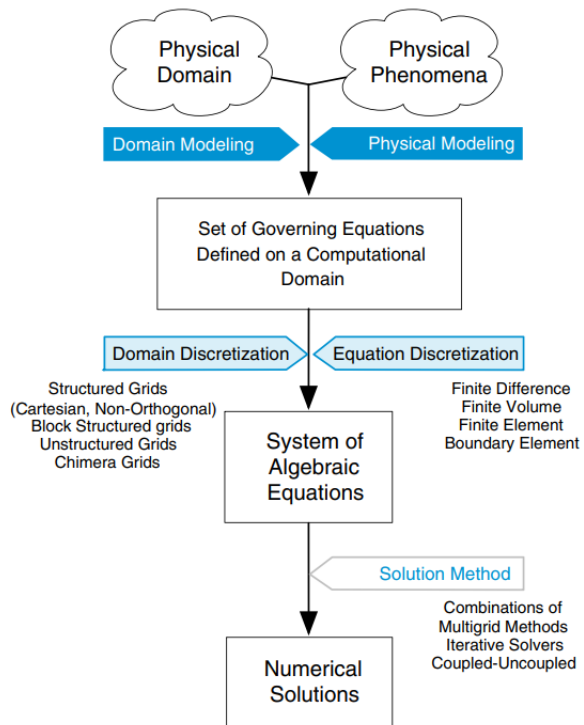 Physical
Domain
Physical
Phenomena
Domain Modeling
Physical Modeling
Set of Governing Equations
Defined on a Computational
Domain
Domain Discretization
Equation Discretization
Structured Grids
(Cartesian, Non-Orthogonal)
Block Structured grids
Unstructured Grids
Chimera Grids
Finite Difference
Finite Volume
Finite Element
Boundary Element
System of
Algebraic
Equations
Solution Method
Combinations of
Multigrid Methods
Iterative Solvers
Coupled-Uncoupled
Numerical
Solutions